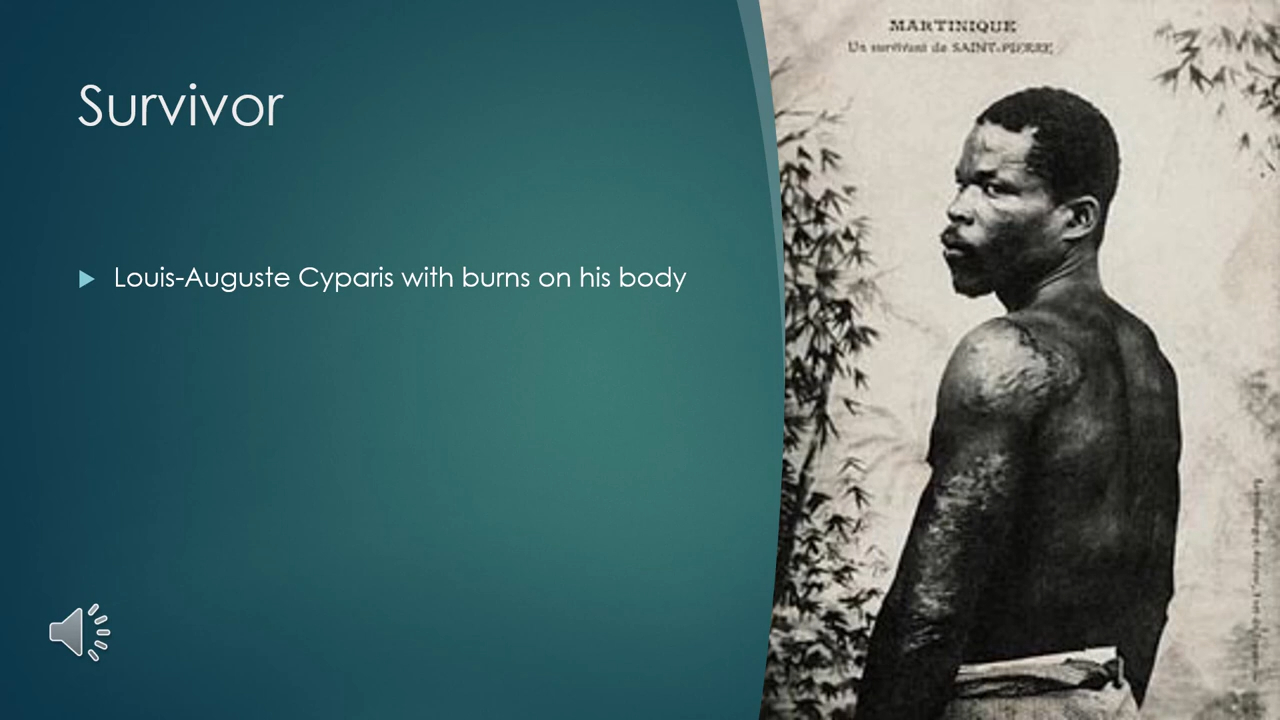 Survivor
Louis-Auguste Cyparis with burns on his body
MARTINIQUE
Un survivant de SAINT-PIERRE